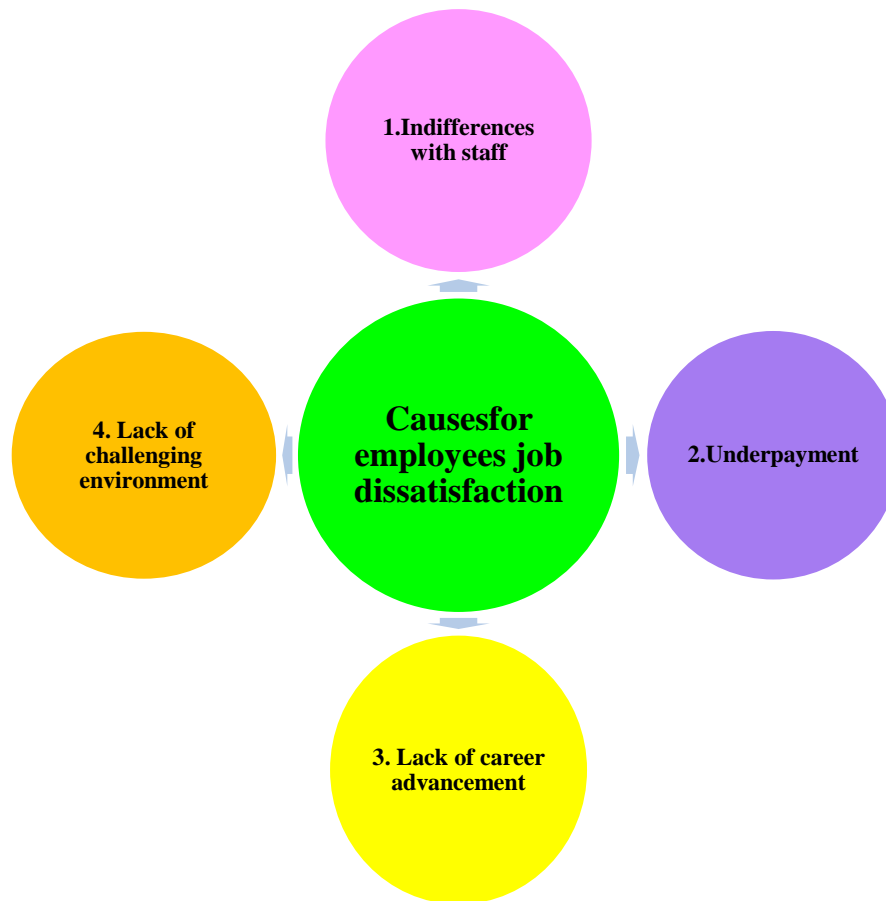 1.Indifferences
with staff
Causesfor
employees job
dissatisfaction
2.Underpayment
3. Lack of career
advancement
4. Lack of
challenging
environment